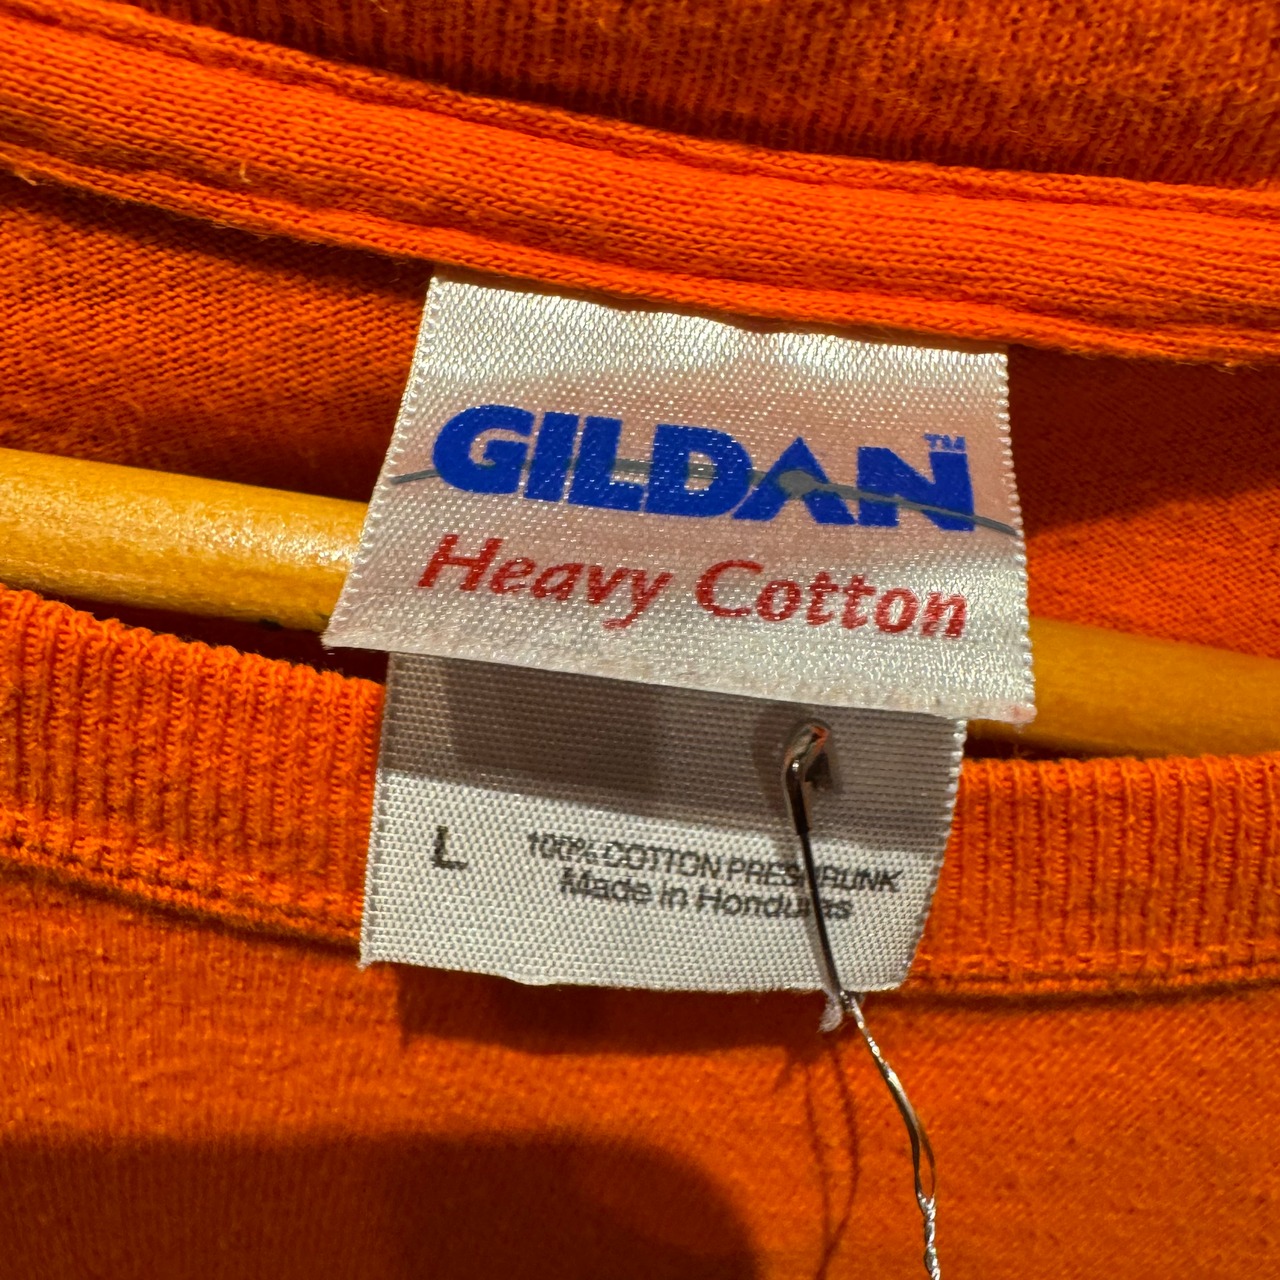 GILDAN™
Heavy Cotton
L
100% COTTON PRESHRUNK
Made in Honduras